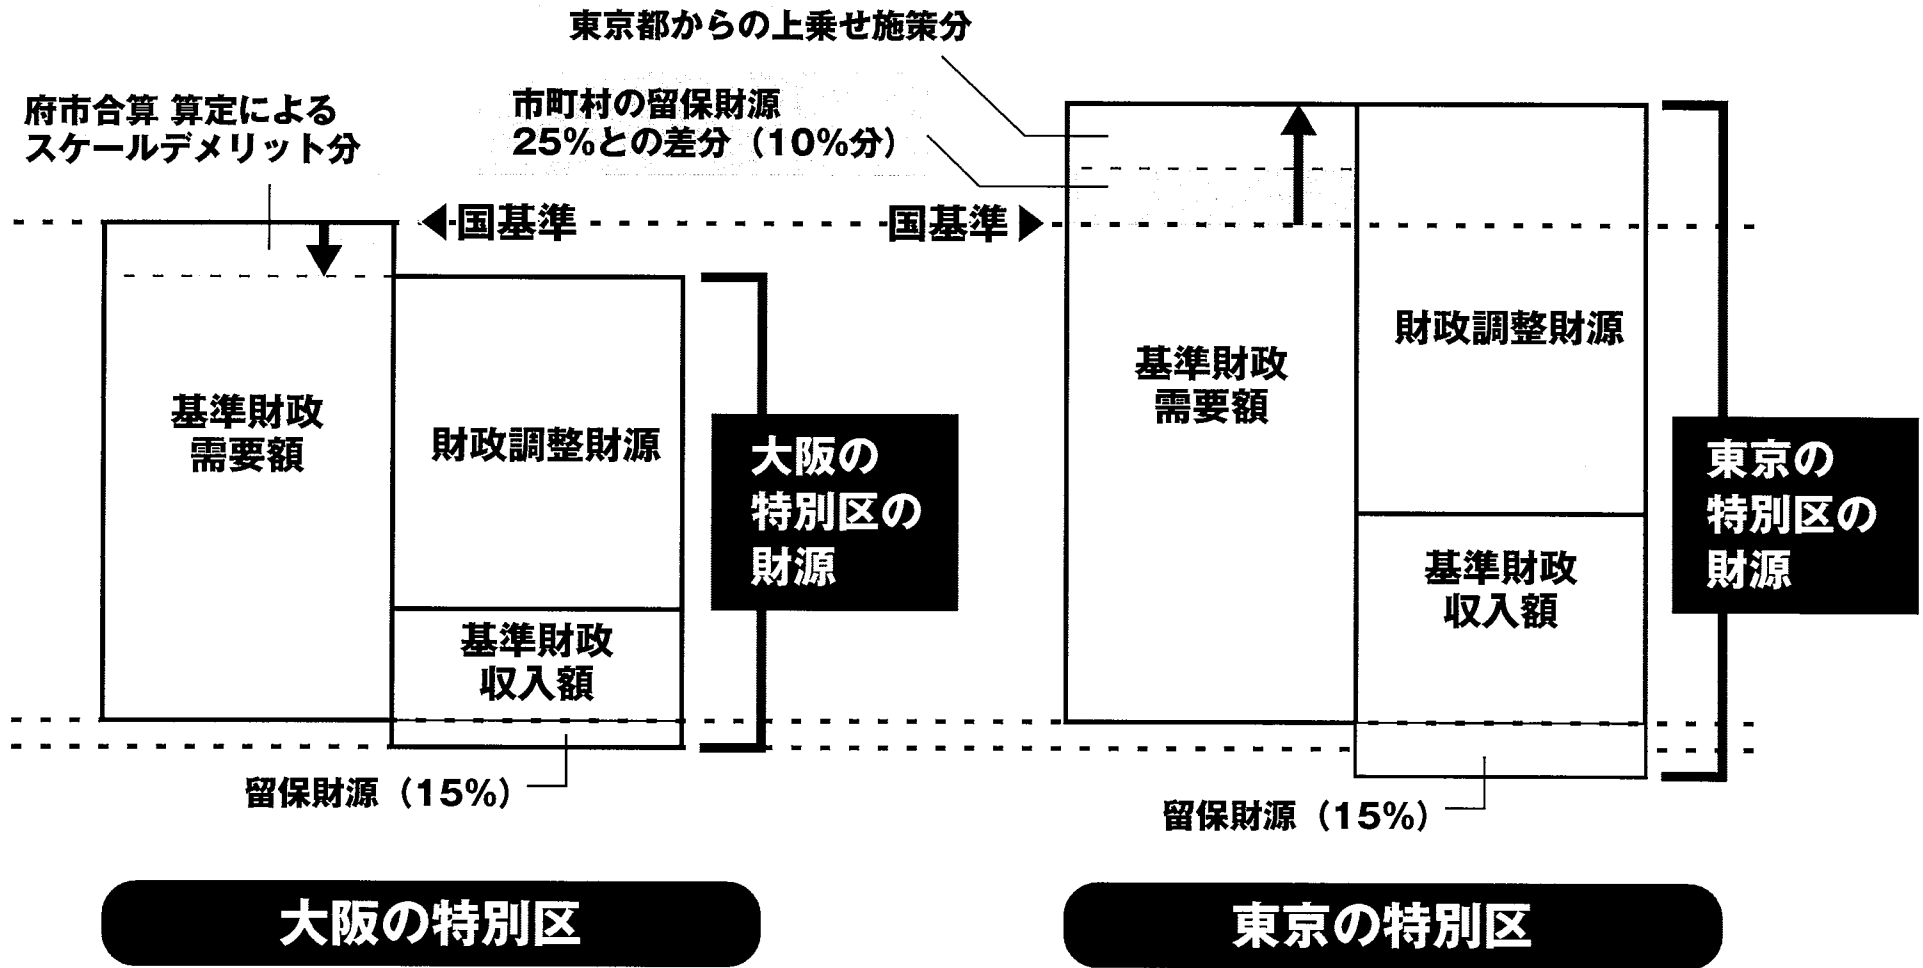 東京都からの上乗せ施策分
府市合算 算定による
スケールデメリット分
市町村の留保財源
25%との差分（10%分）
国基準
国基準
基準財政
需要額
財政調整財源
基準財政
収入額
大阪の
特別区の
財源
留保財源（15%）
基準財政
需要額
財政調整財源
基準財政
収入額
東京の
特別区の
財源
留保財源（15%）
大阪の特別区
東京の特別区